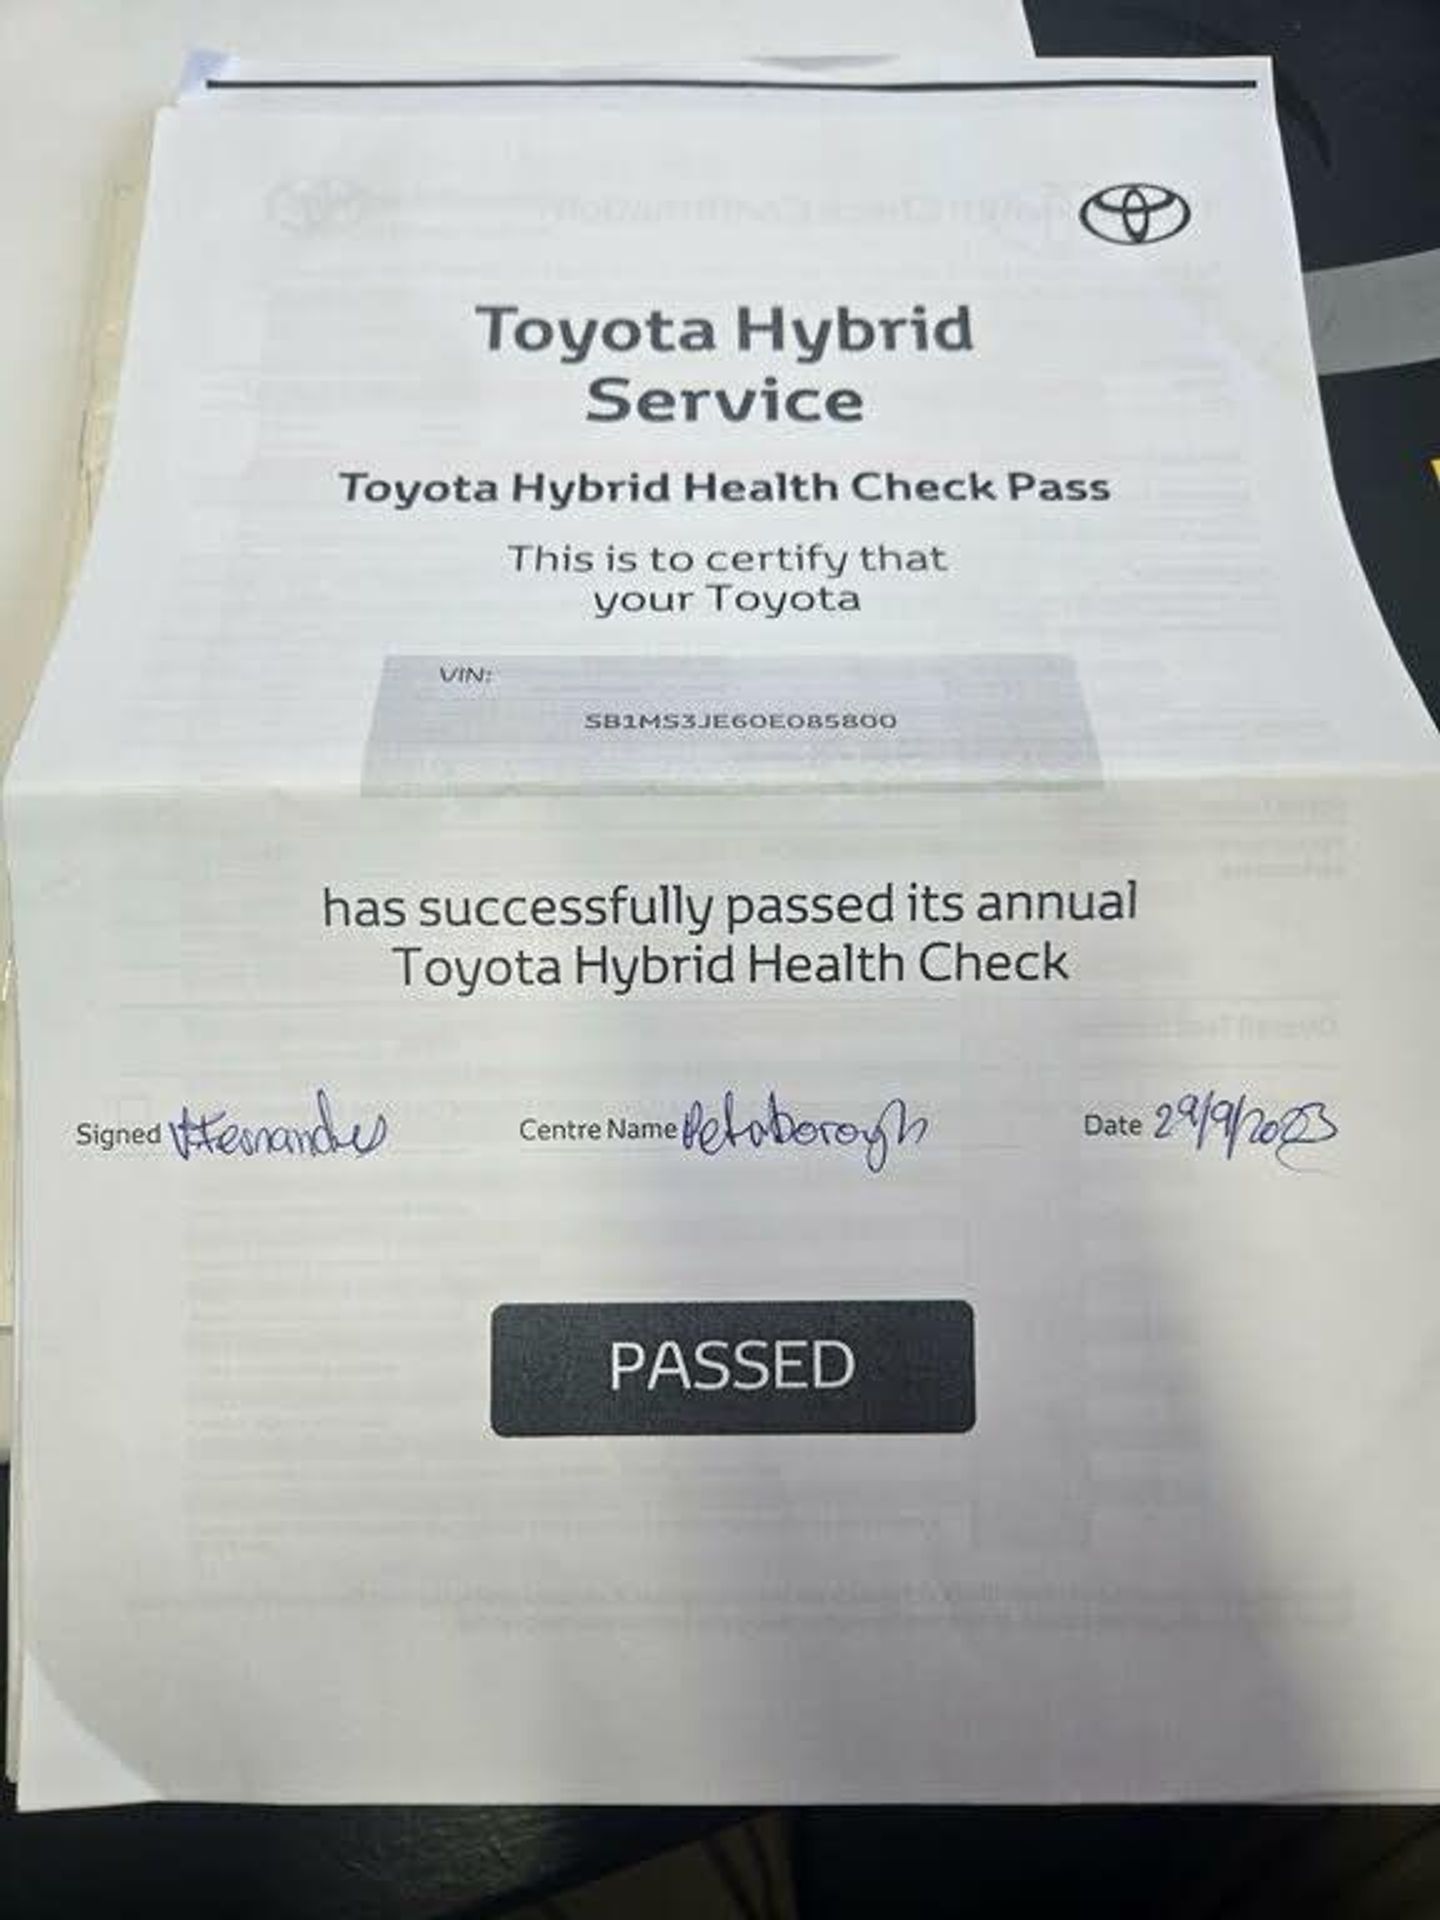 Toyota Hybrid
Service
Toyota Hybrid Health Check Pass
This is to certify that
your Toyota
VIN:
SB1MS3JE60E085800
has successfully passed its annual
Toyota Hybrid Health Check
Signed VFernandes Centre Name Peterborough Date 29/9/2023
PASSED